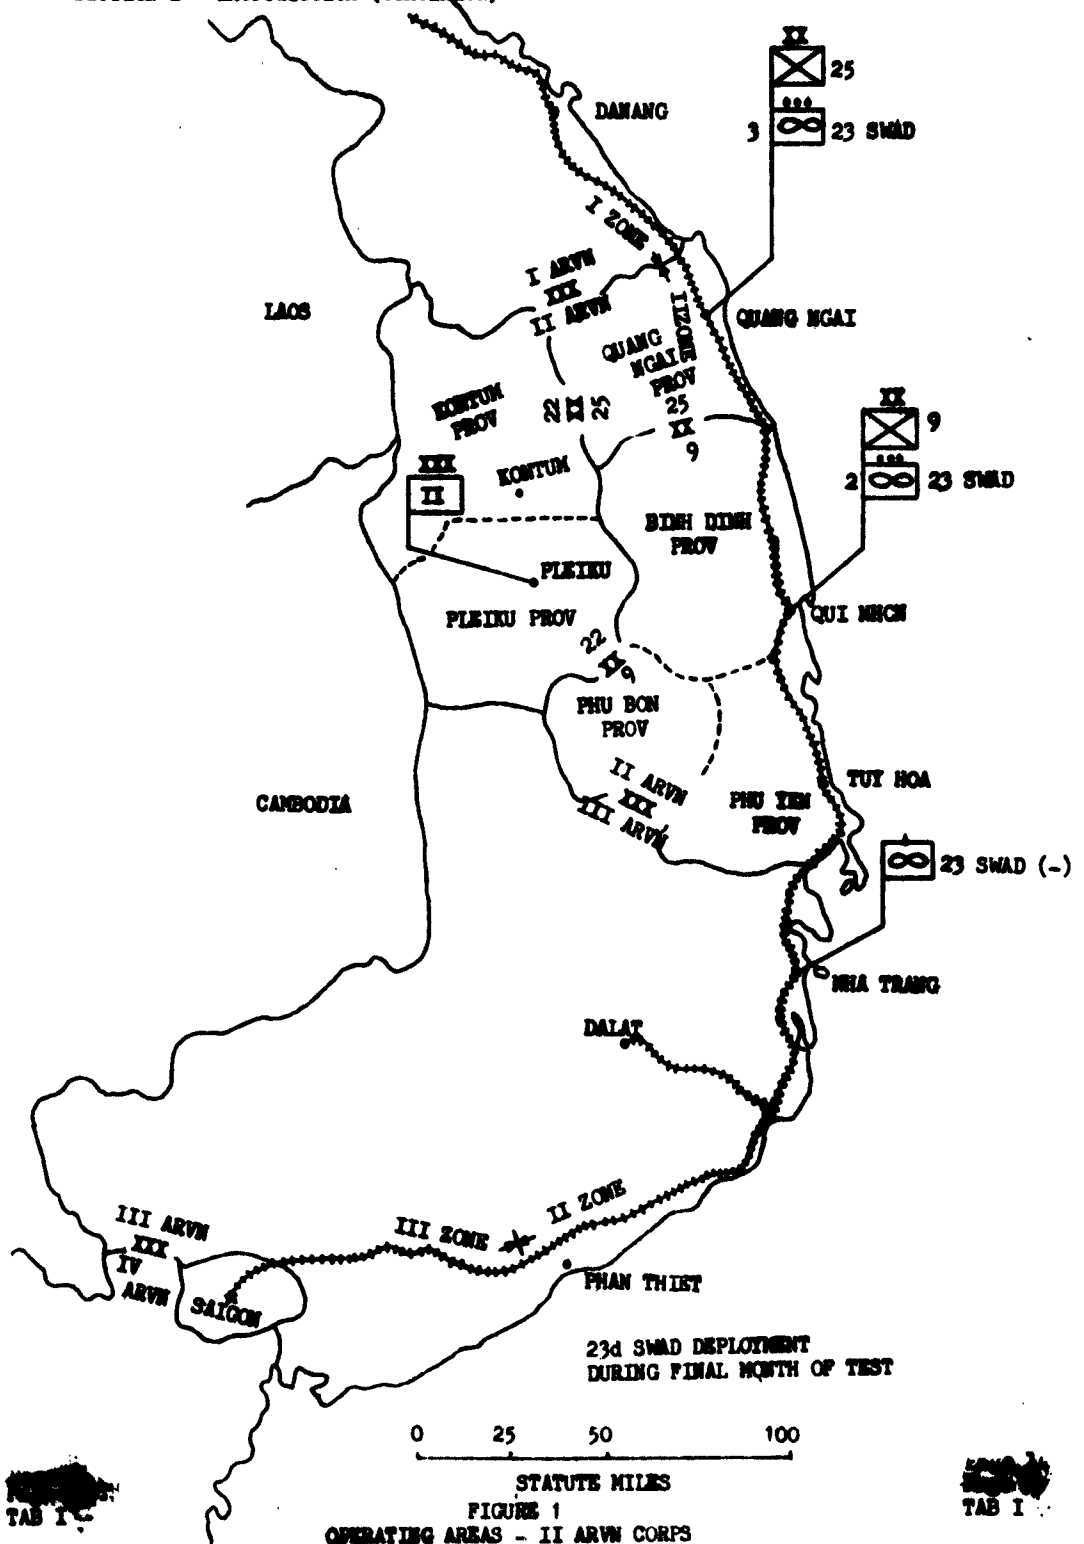 XX
25
3
23 SWAD
DANANG
I ZONE
I ARVN
XXX
II ARVN
LAOS
II ZONE
QUANG NGAI
QUANG
NGAI
PROV
KONTUM
PROV
22
XX
25
25
XX
9
XX
9
2
23 SWAD
XXX
II
KONTUM
BINH DINH
PROV
PLEIKU
PLEIKU PROV
QUI NHON
22
XX
9
PHU BON
PROV
II ARVN
XXX
III ARVN
TUY HOA
CAMBODIA
PHU YEN
PROV
23 SWAD (-)
NHA TRANG
DALAT
III ZONE
II ZONE
III ARVN
XXX
IV
ARVN
SAIGON
PHAN THIET
23d SWAD DEPLOYMENT
DURING FINAL MONTH OF TEST
0 25 50 100
STATUTE MILES
TAB I
TAB I
FIGURE 1
OPERATING AREAS - II ARVN CORPS